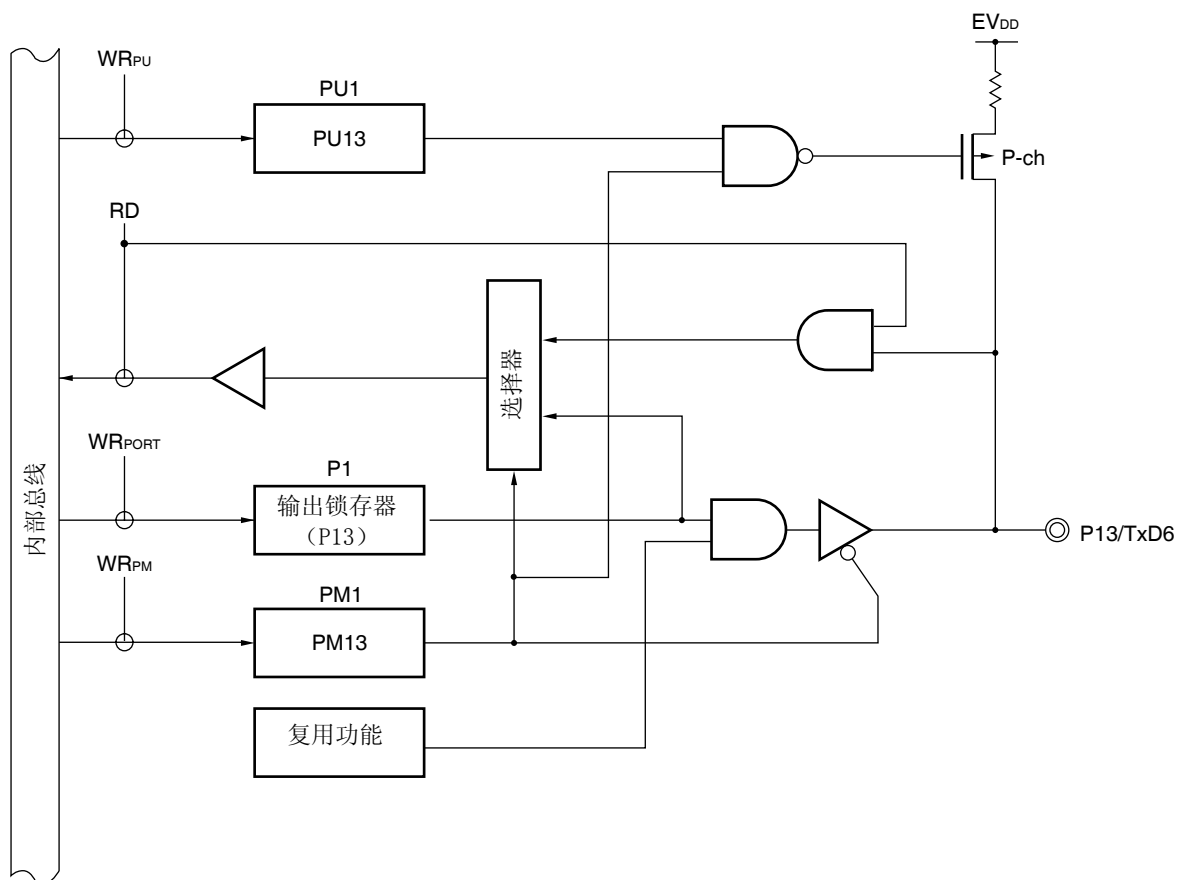 EVDD
WRPU
PU1
PU13
P-ch
RD
选择器
WRPORT
P1
输出锁存器
（P13）
P13/TxD6
内部总线
WRPM
PM1
PM13
复用功能